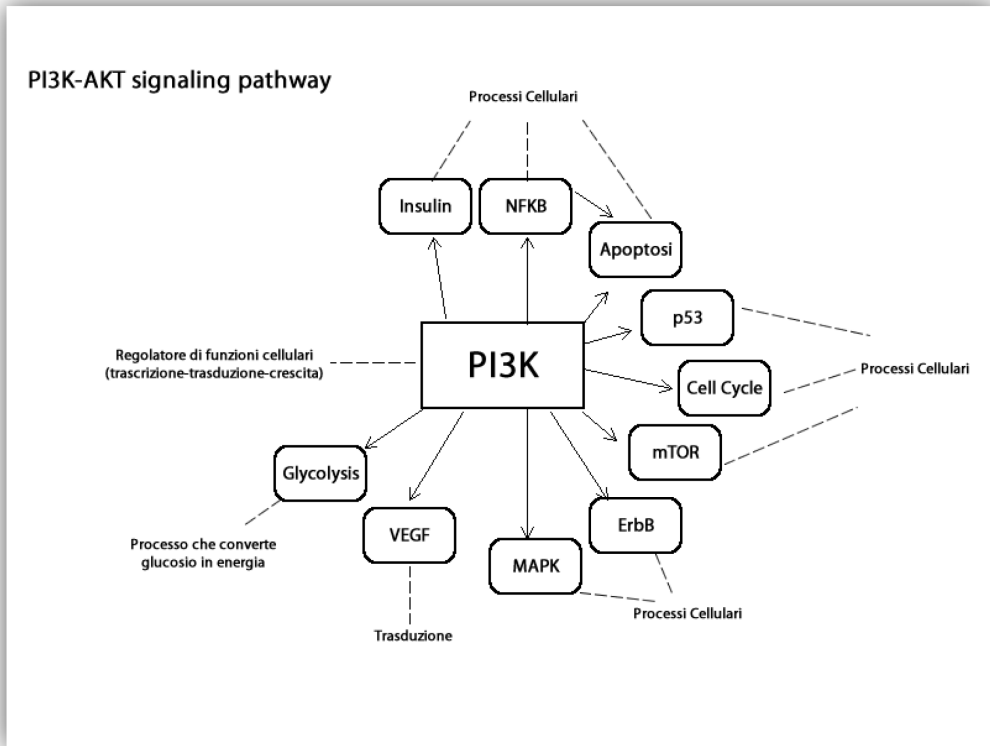 PI3K-AKT signaling pathway
Processi Cellulari
Insulin
NFKB
Apoptosi
p53
Regolatore di funzioni cellulari
(trascrizione-trasduzione-crescita)
PI3K
Processi Cellulari
Cell Cycle
mTOR
Glycolysis
ErbB
VEGF
Processo che converte
glucosio in energia
MAPK
Processi Cellulari
Trasduzione